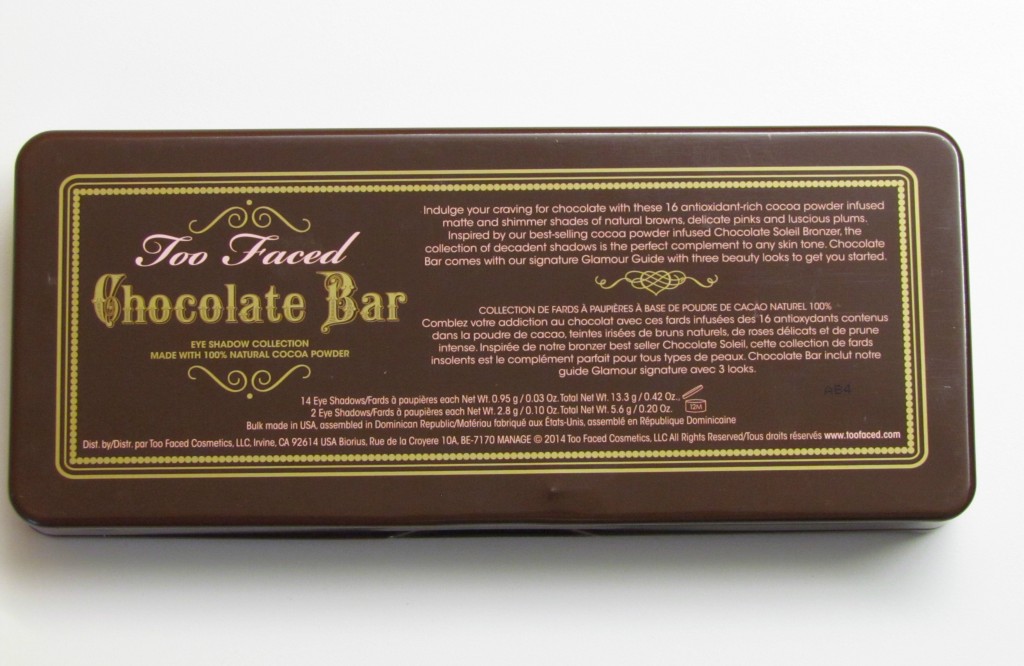 Too Faced
Chocolate Bar
EYE SHADOW COLLECTION
MADE WITH 100% NATURAL COCOA POWDER
Indulge your craving for chocolate with these 16 antioxidant-rich cocoa powder infused
matte and shimmer shades of natural browns, delicate pinks and luscious plums.
Inspired by our best-selling cocoa powder infused Chocolate Soleil Bronzer, the
collection of decadent shadows is the perfect complement to any skin tone. Chocolate
Bar comes with our signature Glamour Guide with three beauty looks to get you started.
COLLECTION DE FARDS À PAUPIÈRES À BASE DE POUDRE DE CACAO NATUREL 100%
Comblez votre addiction au chocolat avec ces fards infusées des 16 antioxydants contenus
dans la poudre de cacao, teintes irisées de bruns naturels, de roses délicats et de prune
intense. Inspirée de notre bronzer best seller Chocolate Soleil, cette collection de fards
insolents est le complément parfait pour tous types de peaux. Chocolate Bar inclut notre
guide Glamour signature avec 3 looks.
AB4
14 Eye Shadows/Fards à paupières each Net Wt. 0.95 g / 0.03 Oz. Total Net Wt. 13.3 g / 0.42 Oz.,
2 Eye Shadows/Fards à paupières each Net Wt. 2.8 g / 0.10 Oz. Total Net Wt. 5.6 g / 0.20 Oz.
12M
Bulk made in USA, assembled in Dominican Republic/Matériau fabriqué aux États-Unis, assemblé en République Dominicaine
Dist. by/Distr. par Too Faced Cosmetics, LLC, Irvine, CA 92614 USA Biorius, Rue de la Croyere 10A, BE-7170 MANAGE © 2014 Too Faced Cosmetics, LLC All Rights Reserved/Tous droits réservés www.toofaced.com